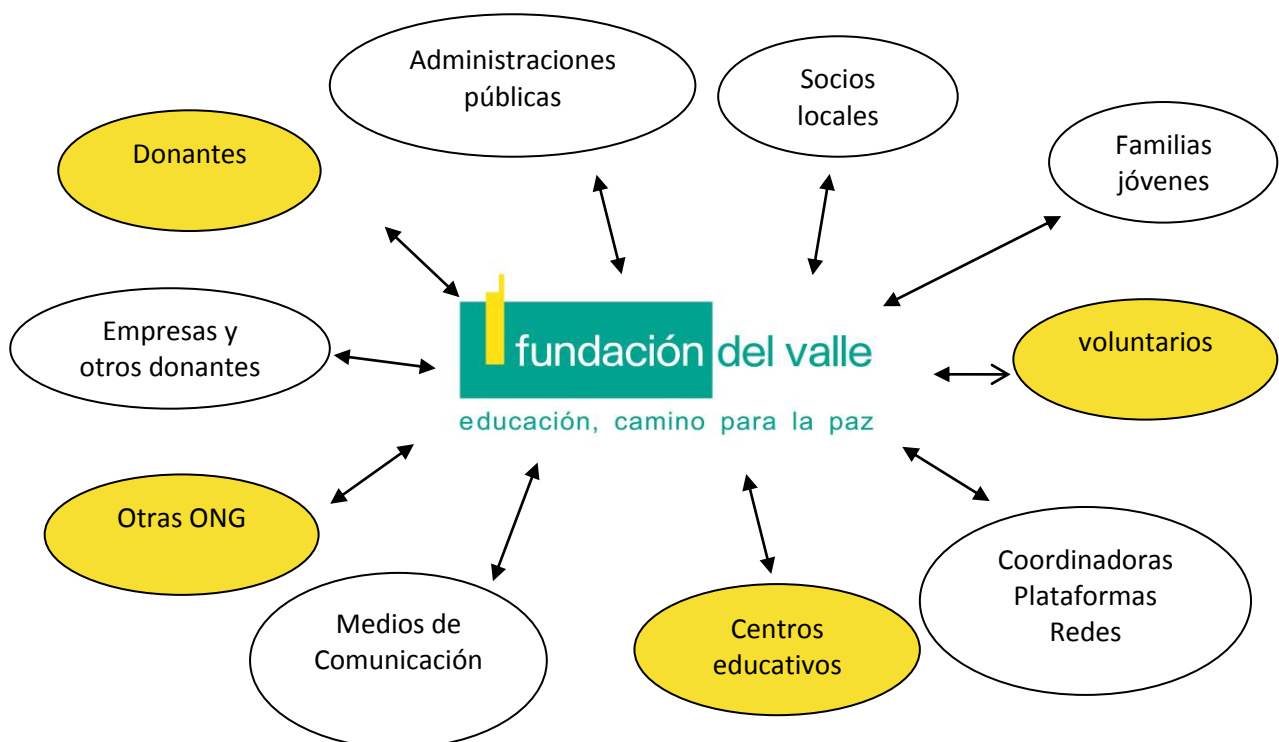 Administraciones
públicas
Socios
locales
Donantes
Familias
jóvenes
Empresas y
otros donantes
fundación del valle
educación, camino para la paz
voluntarios
Otras ONG
Medios de
Comunicación
Centros
educativos
Coordinadoras
Plataformas
Redes